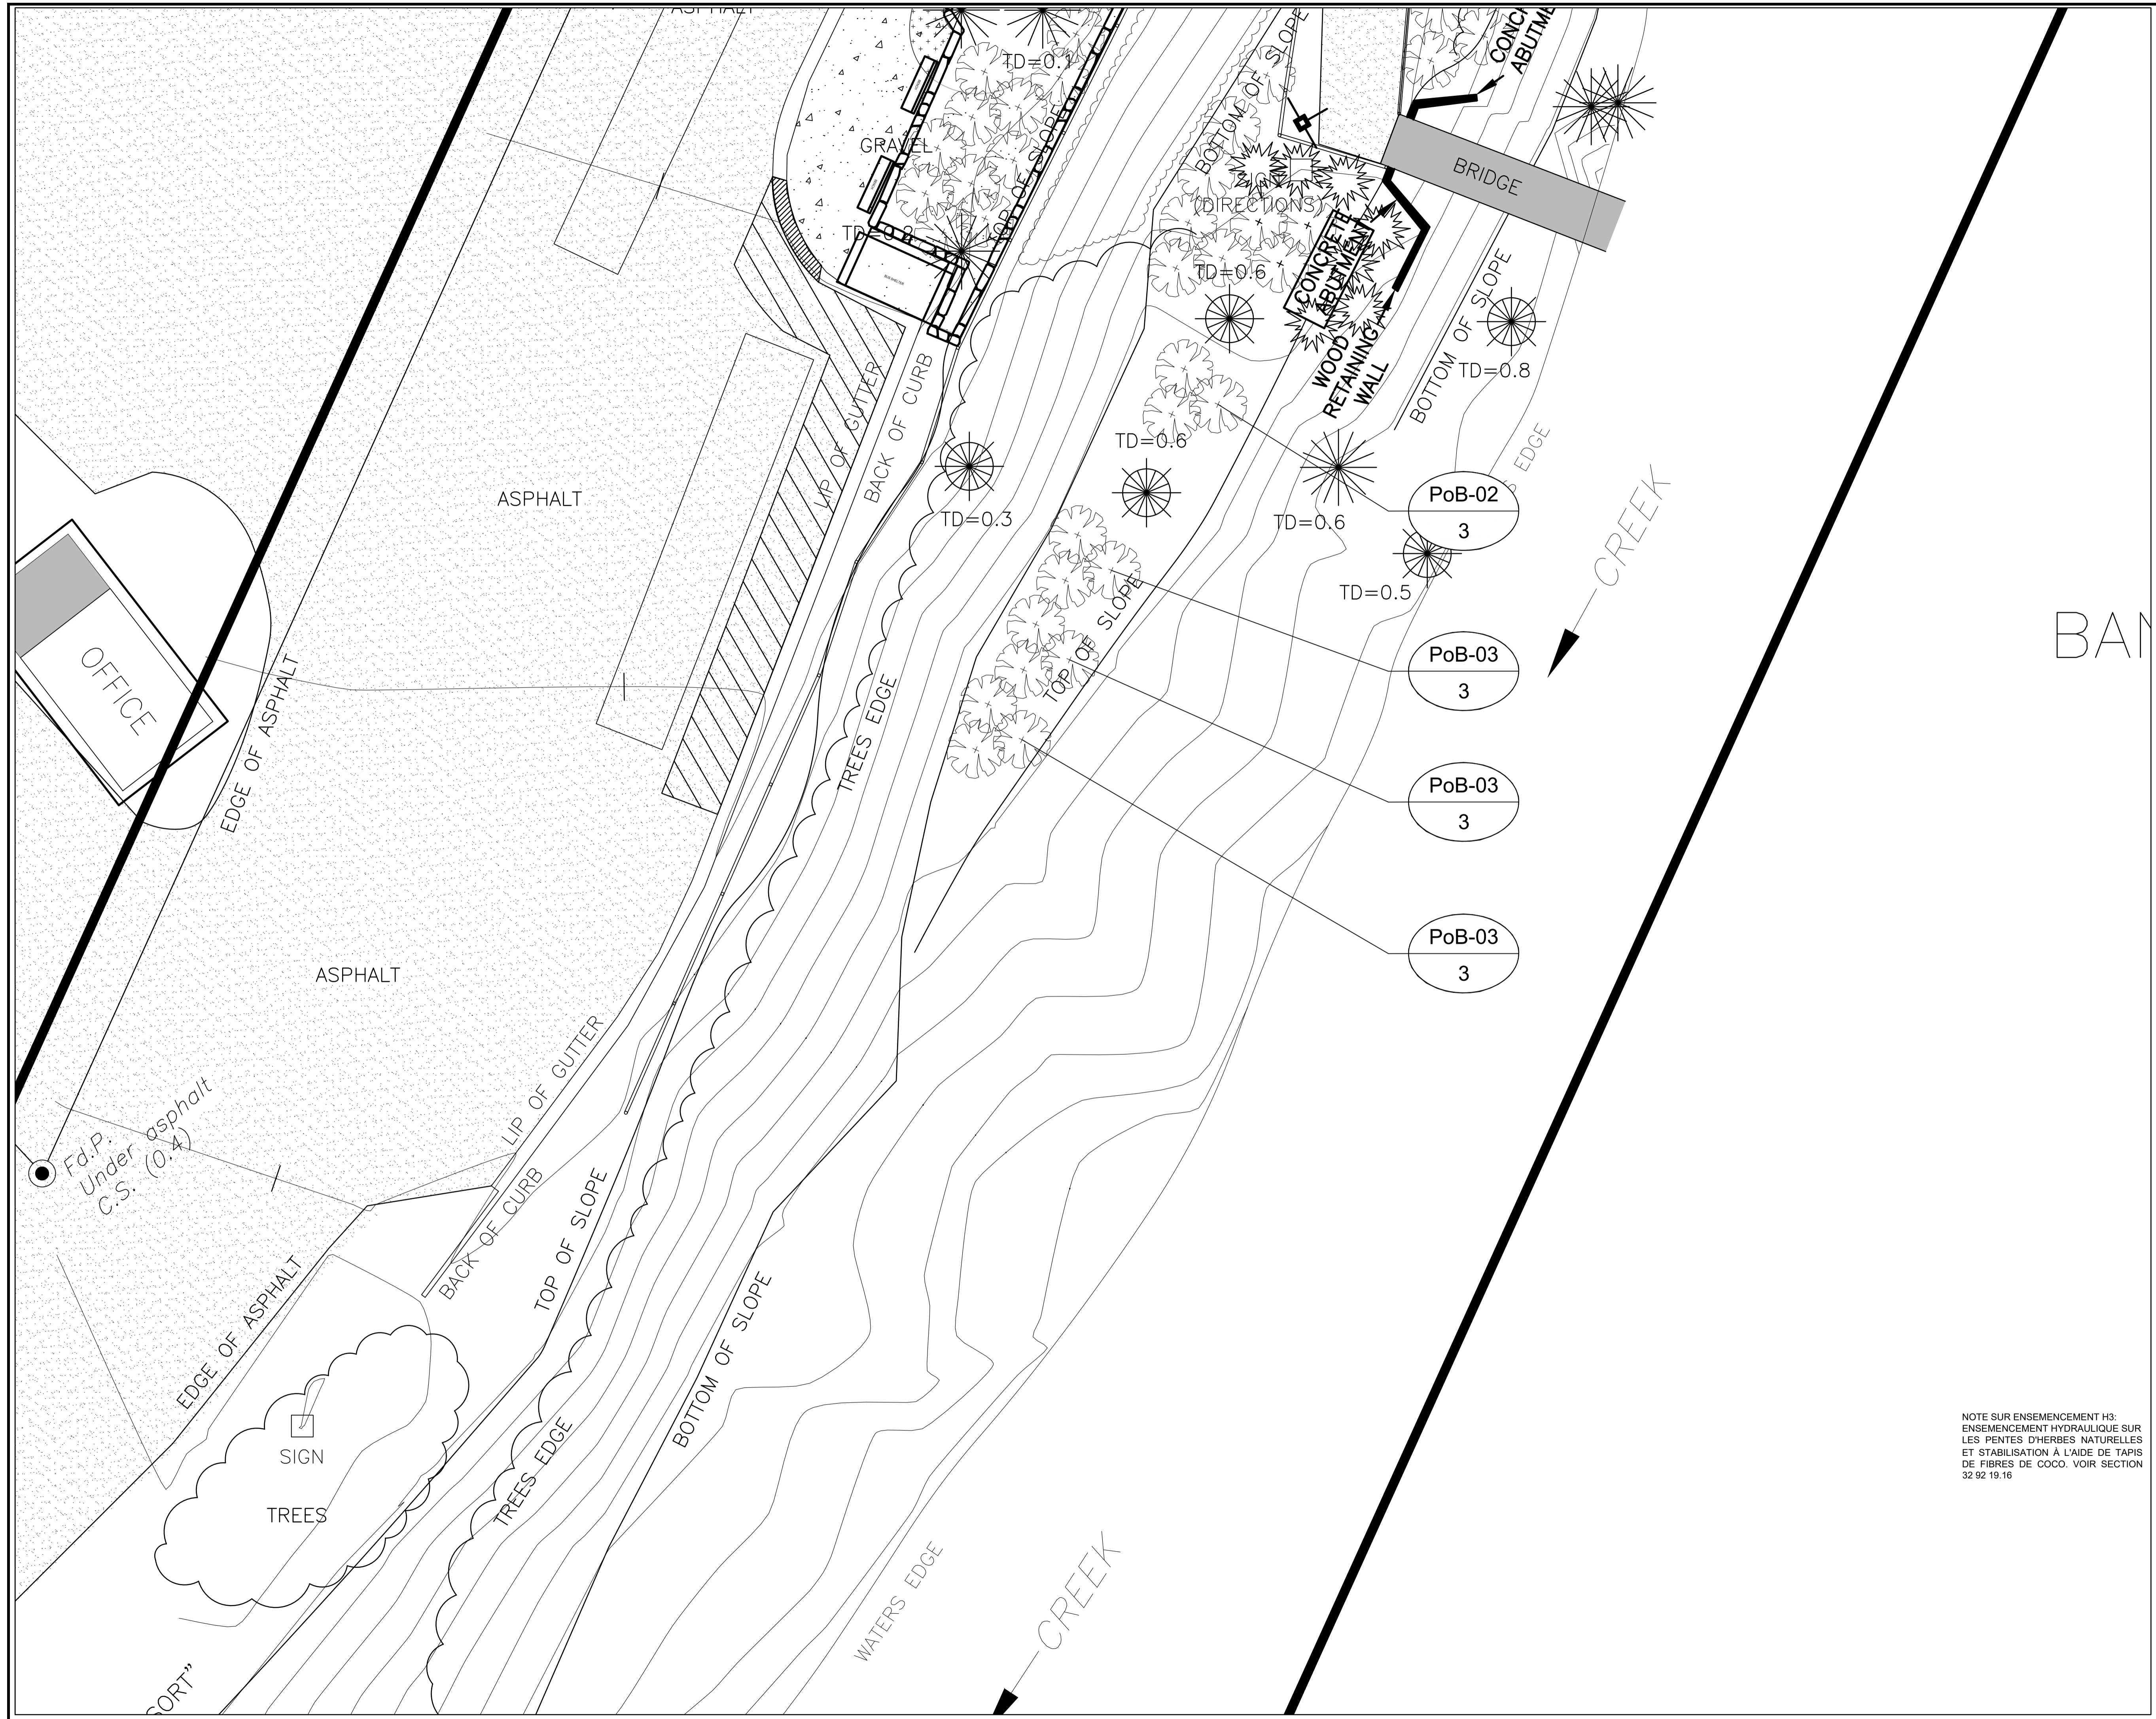 ASPHALT
TD=0.1
BOTTOM OF SLOPE
CONCR
ABUTME
GRAVEL
TOP OF SLOPE
BRIDGE
(DIRECTIONS)
CONCRETE
ABUTMENT
TD=0.6
WOOD
RETAINING
WALL
BOTTOM OF SLOPE
TD=0.8
LIP OF GUTTER
BACK OF CURB
TD=0.6
TD=0.3
TD=0.6
TD=0.5
ASPHALT
EDGE
CREEK
PoB-02
3
PoB-03
3
PoB-03
3
PoB-03
3
BAN
OFFICE
EDGE OF ASPHALT
TREES EDGE
TOP OF SLOPE
ASPHALT
LIP OF GUTTER
Fd.P.
Under asphalt
C.S. (0.4)
BACK OF CURB
TOP OF SLOPE
EDGE OF ASPHALT
BOTTOM OF SLOPE
SIGN
TREES
TREES EDGE
WATERS EDGE
CREEK
SORT"
NOTE SUR ENSEMENCEMENT H3:
ENSEMENCEMENT HYDRAULIQUE SUR
LES PENTES D'HERBES NATURELLES
ET STABILISATION À L'AIDE DE TAPIS
DE FIBRES DE COCO. VOIR SECTION
32 92 19.16